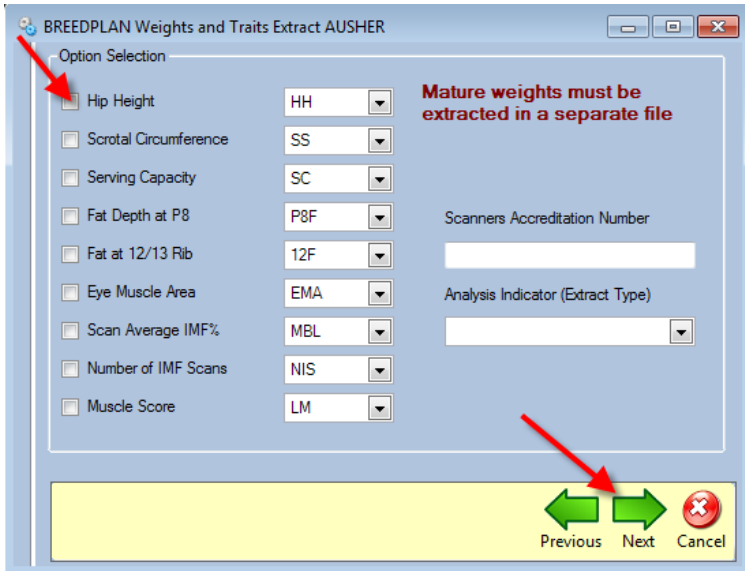 BREEDPLAN Weights and Traits Extract AUSHER
Option Selection
Hip Height HH
Mature weights must be
extracted in a separate file
Scrotal Circumference SS
Serving Capacity SC
Fat Depth at P8 P8F
Scanners Accreditation Number
Fat at 12/13 Rib 12F
Eye Muscle Area EMA
Analysis Indicator (Extract Type)
Scan Average IMF% MBL
Number of IMF Scans NIS
Muscle Score LM
Previous Next Cancel